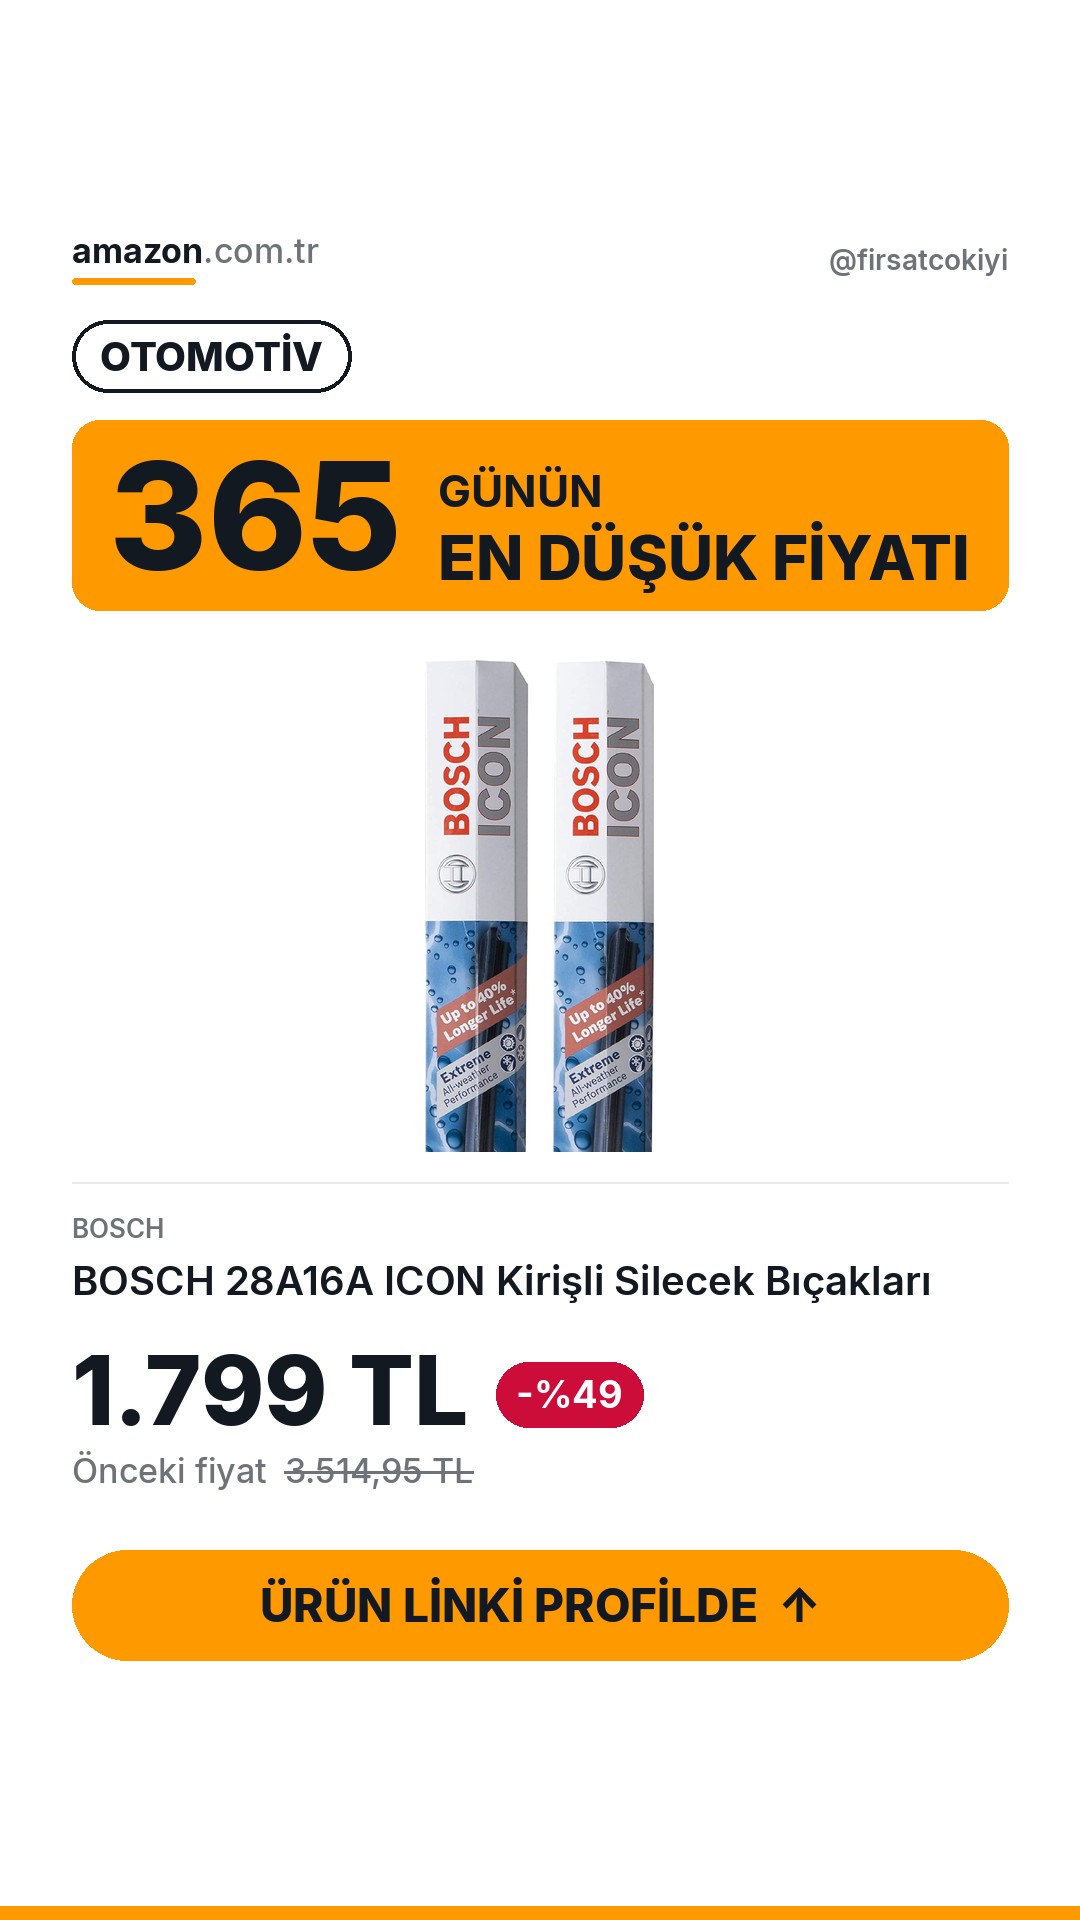 amazon.com.tr
@firsatcokiyi
OTOMOTİV
365
GÜNÜN
EN DÜŞÜK FİYATI
BOSCH
ICON
BOSCH
ICON
Up to 40%
Longer Life*
Extreme
All-weather
Performance
Up to 40%
Longer Life*
Extreme
All-weather
Performance
BOSCH
BOSCH 28A16A ICON Kirişli Silecek Bıçakları
1.799 TL
-%49
Önceki fiyat 3.514,95 TL
ÜRÜN LİNKİ PROFİLDE ↑